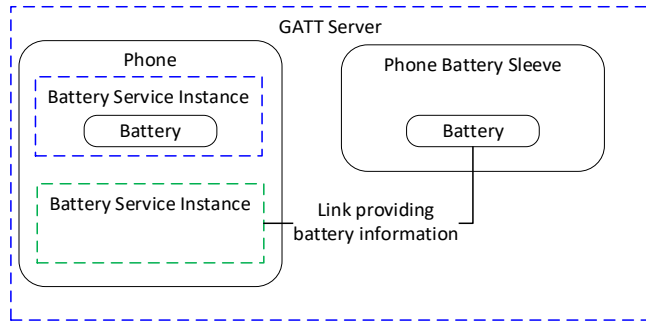 GATT Server
Phone
Battery Service Instance
Battery
Battery Service Instance
Phone Battery Sleeve
Battery
Link providing
battery information